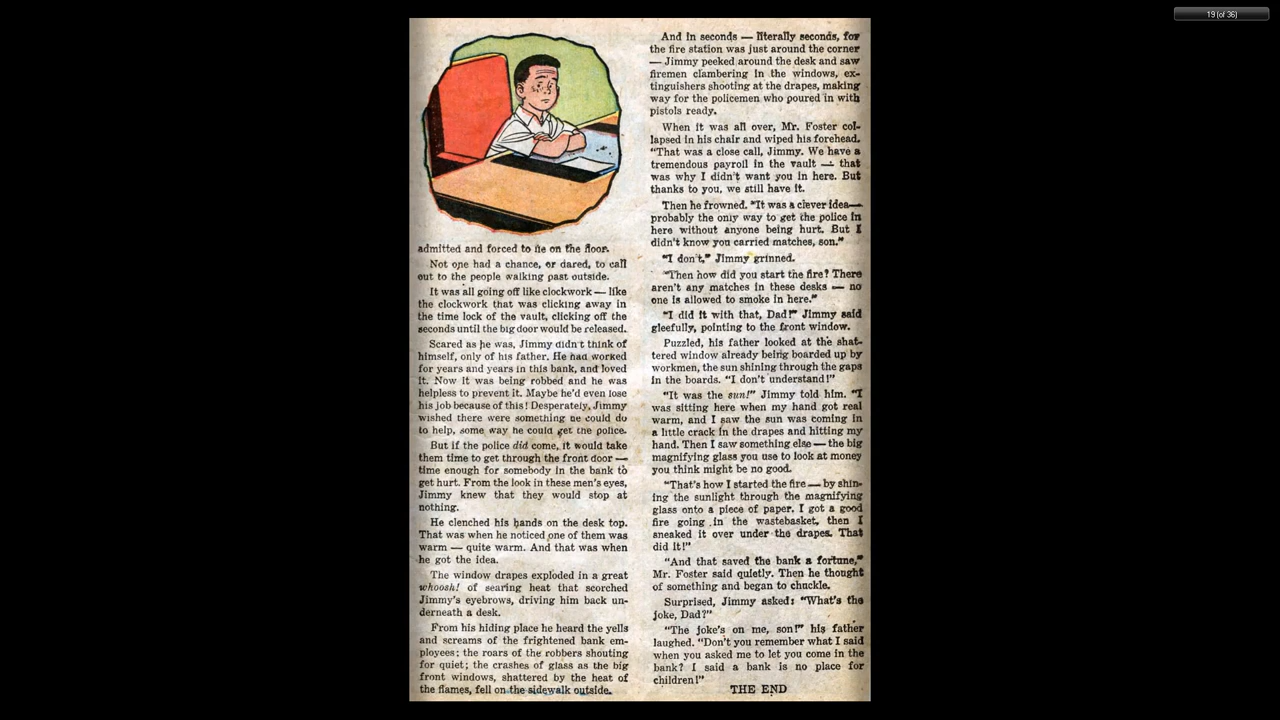 19 (of 36)
admitted and forced to lie on the floor.
Not one had a chance, or dared, to call
out to the people walking past outside.
It was all going off like clockwork — like
the clockwork that was clicking away in
the time lock of the vault, clicking off the
seconds until the big door would be released.
Scared as he was, Jimmy didn't think of
himself, only of his father. He had worked
for years and years in this bank, and loved
it. Now it was being robbed and he was
helpless to prevent it. Maybe he'd even lose
his job because of this! Desperately, Jimmy
wished there were something he could do
to help, some way he could get the police.
But if the police did come, it would take
them time to get through the front door —
time enough for somebody in the bank to
get hurt. From the look in these men's eyes,
Jimmy knew that they would stop at
nothing.
He clenched his hands on the desk top.
That was when he noticed one of them was
warm — quite warm. And that was when
he got the idea.
The window drapes exploded in a great
whoosh! of searing heat that scorched
Jimmy's eyebrows, driving him back un-
derneath a desk.
From his hiding place he heard the yells
and screams of the frightened bank em-
ployees; the roars of the robbers shouting
for quiet; the crashes of glass as the big
front windows, shattered by the heat of
the flames, fell on the sidewalk outside.
And in seconds — literally seconds, for
the fire station was just around the corner
— Jimmy peeked around the desk and saw
firemen clambering in the windows, ex-
tinguishers shooting at the drapes, making
way for the policemen who poured in with
pistols ready.
When it was all over, Mr. Foster col-
lapsed in his chair and wiped his forehead.
"That was a close call, Jimmy. We have a
tremendous payroll in the vault — that
was why I didn't want you in here. But
thanks to you, we still have it.
Then he frowned. "It was a clever idea—
probably the only way to get the police in
here without anyone being hurt. But I
didn't know you carried matches, son."
"I don't," Jimmy grinned.
"Then how did you start the fire? There
aren't any matches in these desks — no
one is allowed to smoke in here."
"I did it with that, Dad!" Jimmy said
gleefully, pointing to the front window.
Puzzled, his father looked at the shat-
tered window already being boarded up by
workmen, the sun shining through the gaps
in the boards. "I don't understand!"
"It was the sun!" Jimmy told him. "I
was sitting here when my hand got real
warm, and I saw the sun was coming in
a little crack in the drapes and hitting my
hand. Then I saw something else — the big
magnifying glass you use to look at money
you think might be no good.
"That's how I started the fire — by shin-
ing the sunlight through the magnifying
glass onto a piece of paper. I got a good
fire going in the wastebasket, then I
sneaked it over under the drapes. That
did it!"
"And that saved the bank a fortune,"
Mr. Foster said quietly. Then he thought
of something and began to chuckle.
Surprised, Jimmy asked: "What's the
joke, Dad?"
"The joke's on me, son!" his father
laughed. "Don't you remember what I said
when you asked me to let you come in the
bank? I said a bank is no place for
children!"
THE END